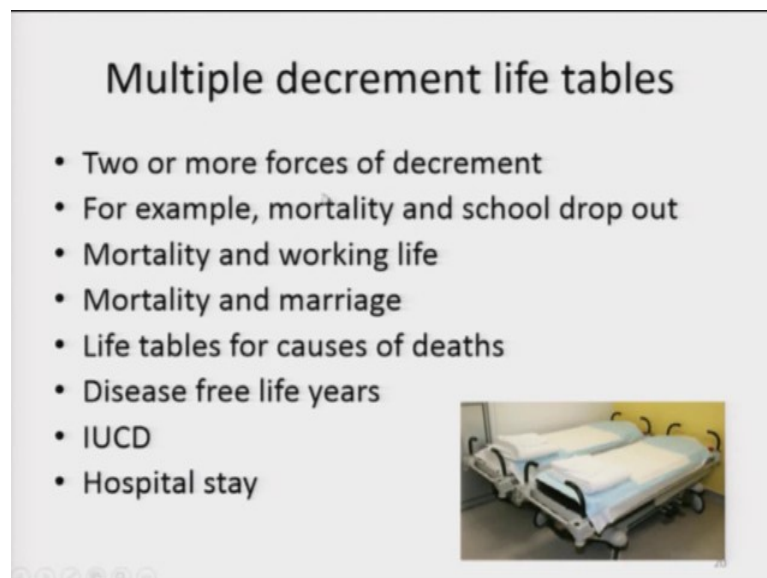 Multiple decrement life tables
• Two or more forces of decrement
• For example, mortality and school drop out
• Mortality and working life
• Mortality and marriage
• Life tables for causes of deaths
• Disease free life years
• IUCD
• Hospital stay
20